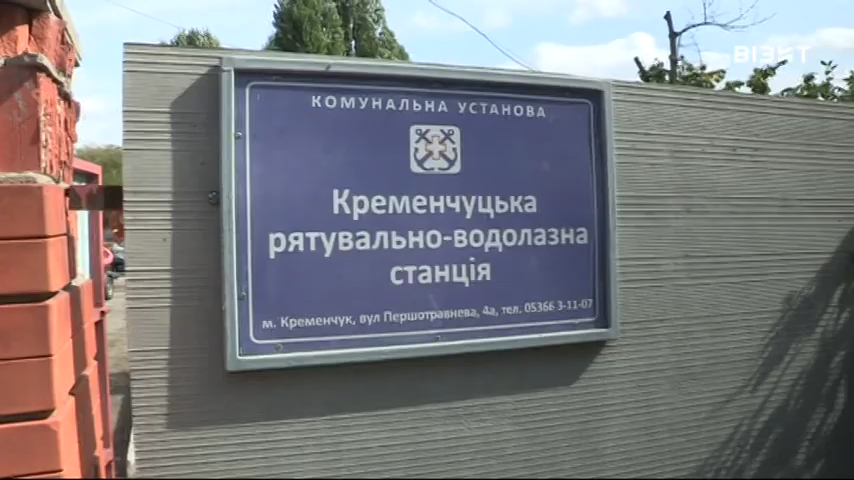 ВІЗИТ
КОМУНАЛЬНА УСТАНОВА
Кременчуцька
рятувально-водолазна
станція
м. Кременчук, вул Першотравнева, 4а, тел. 05366 3-11-07